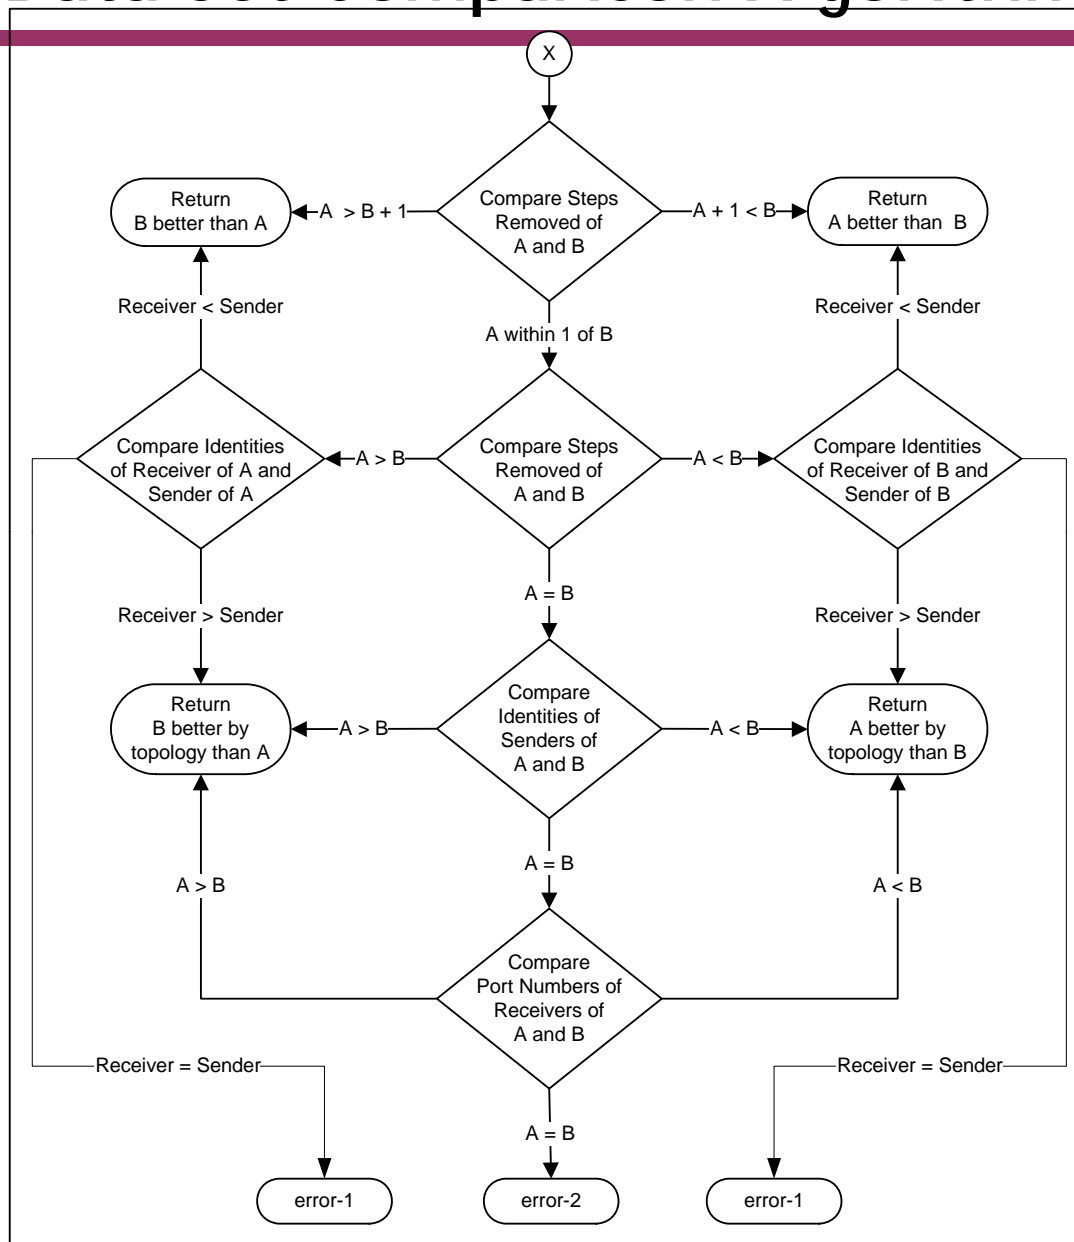 X
Compare Steps
Removed of
A and B
Return
B better than A
A > B + 1
A + 1 < B
Return
A better than B
Receiver < Sender
A within 1 of B
Receiver < Sender
Compare Identities
of Receiver of A and
Sender of A
A > B
Compare Steps
Removed of
A and B
A < B
Compare Identities
of Receiver of B and
Sender of B
Receiver > Sender
A = B
Receiver > Sender
Return
B better by
topology than A
A > B
Compare
Identities of
Senders of
A and B
A < B
Return
A better by
topology than B
A > B
A = B
A < B
Compare
Port Numbers of
Receivers of
A and B
Receiver = Sender
Receiver = Sender
A = B
error-1
error-2
error-1